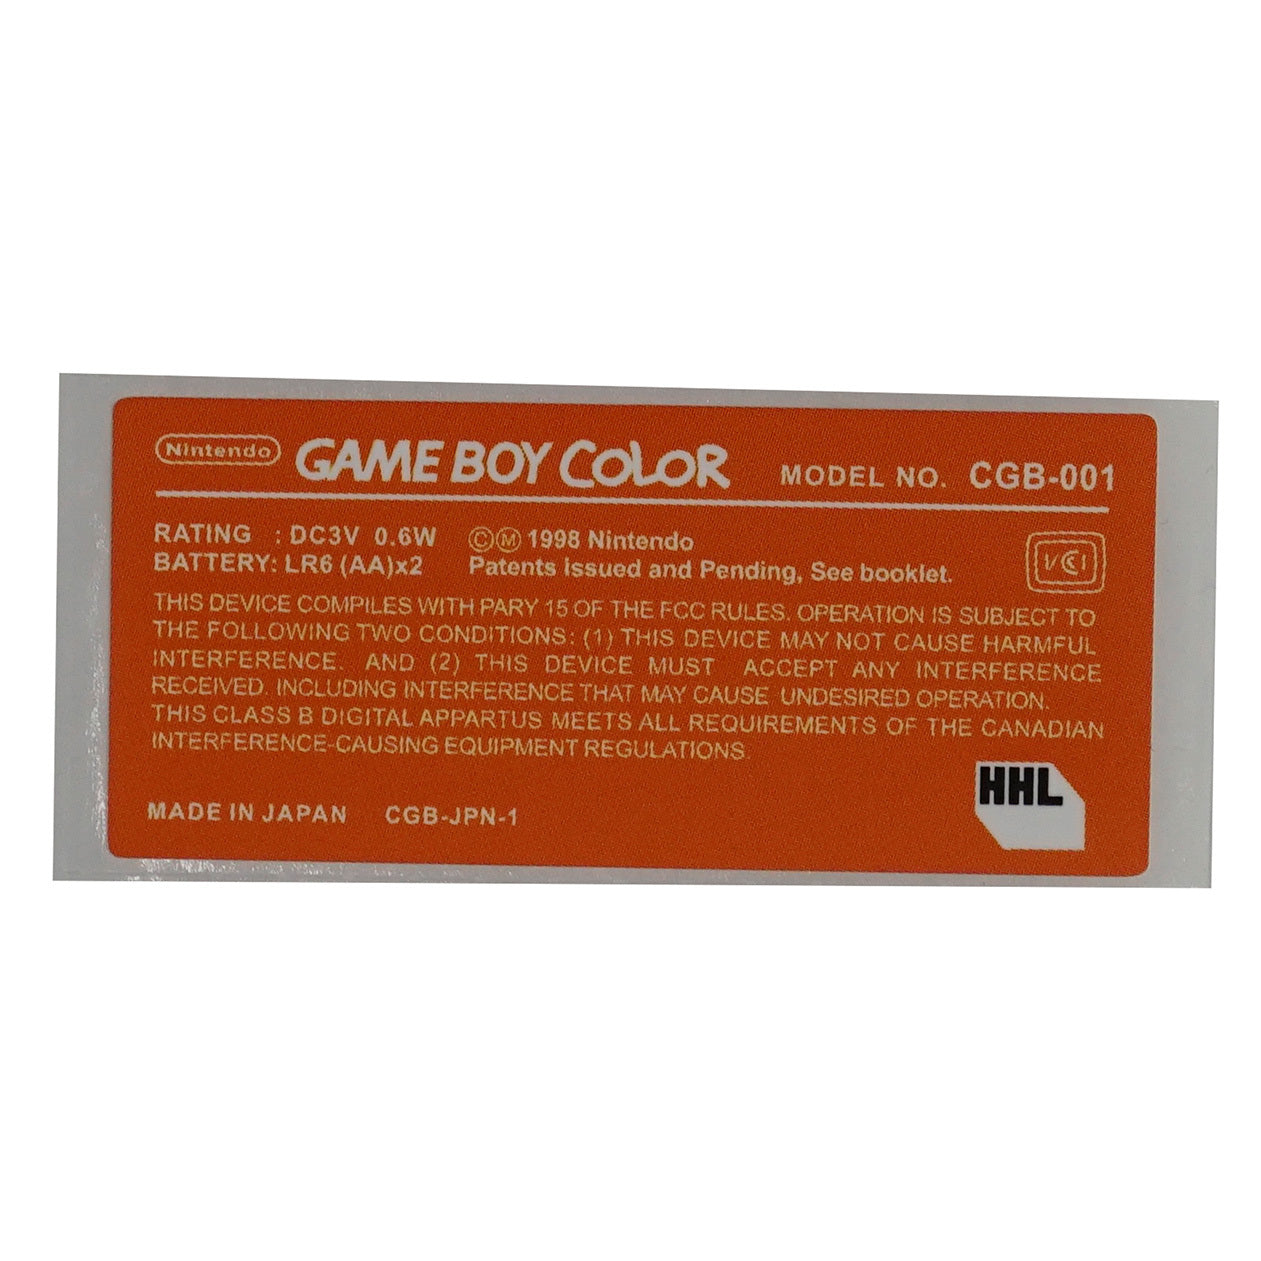 Nintendo GAME BOY COLOR MODEL NO. CGB-001
RATING : DC3V 0.6W ©Ⓜ 1998 Nintendo
BATTERY: LR6 (AA)x2 Patents issued and Pending, See booklet.
VCI
THIS DEVICE COMPILES WITH PARY 15 OF THE FCC RULES. OPERATION IS SUBJECT TO
THE FOLLOWING TWO CONDITIONS: (1) THIS DEVICE MAY NOT CAUSE HARMFUL
INTERFERENCE. AND (2) THIS DEVICE MUST ACCEPT ANY INTERFERENCE
RECEIVED. INCLUDING INTERFERENCE THAT MAY CAUSE UNDESIRED OPERATION.
THIS CLASS B DIGITAL APPARTUS MEETS ALL REQUIREMENTS OF THE CANADIAN
INTERFERENCE-CAUSING EQUIPMENT REGULATIONS.
HHL
MADE IN JAPAN CGB-JPN-1